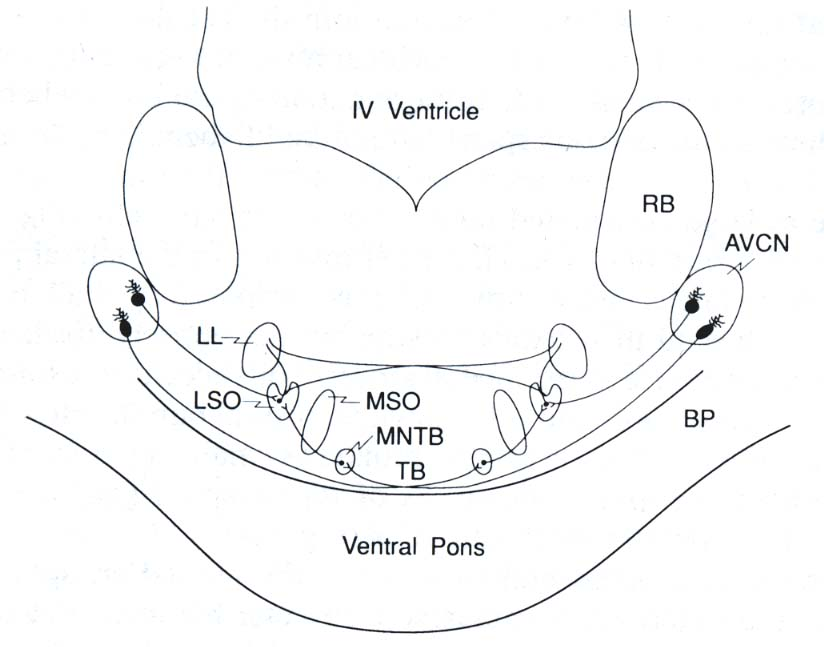 IV Ventricle
RB
AVCN
LL
LSO
MSO
MNTB
TB
BP
Ventral Pons